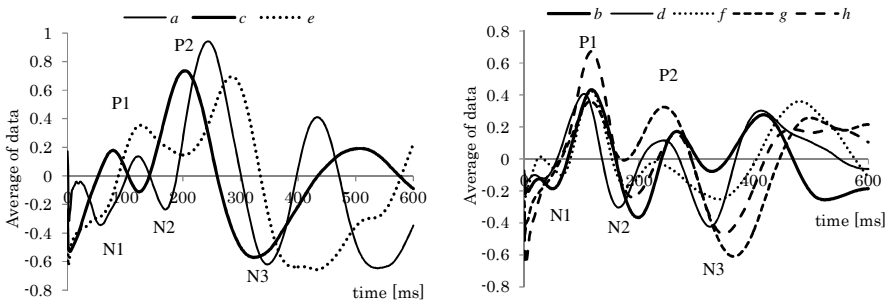 a c e
Average of data
1
0.8
0.6
0.4
0.2
0
-0.2
-0.4
-0.6
-0.8
0 100 200 300 400 500 600
P1
P2
N1
N2
N3
time [ms]
b d f g h
Average of data
0.8
0.6
0.4
0.2
0
-0.2
-0.4
-0.6
-0.8
0 200 400 600
P1
P2
N1
N2
N3
time [ms]